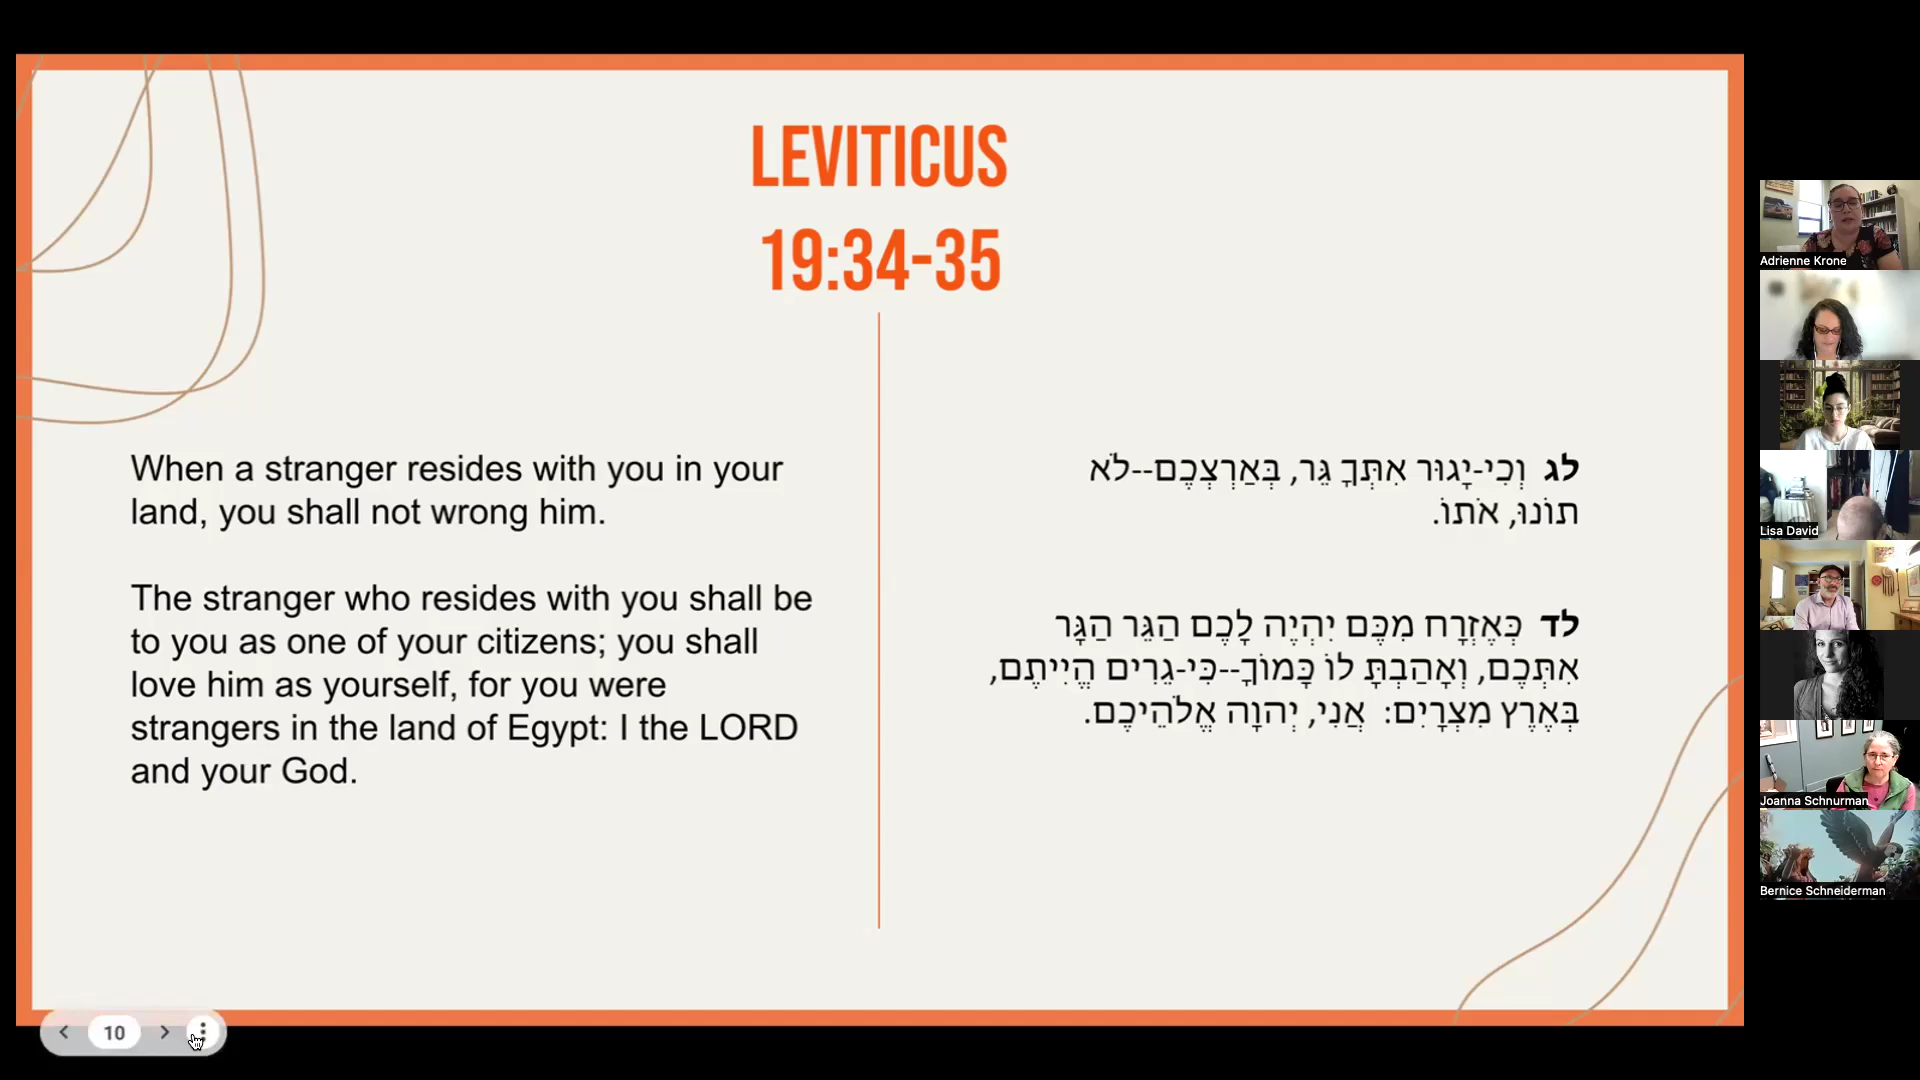 LEVITICUS
19:34-35
When a stranger resides with you in your
land, you shall not wrong him.
The stranger who resides with you shall be
to you as one of your citizens; you shall
love him as yourself, for you were
strangers in the land of Egypt: I the LORD
and your God.
לג וְכִי-יָגוּר אִתְּךָ גֵּר, בְּאַרְצְכֶם--לֹא
תוֹנוּ, אֹתוֹ.
לד כְּאֶזְרָח מִכֶּם יִהְיֶה לָכֶם הַגֵּר הַגָּר
אִתְּכֶם, וְאָהַבְתָּ לוֹ כָּמוֹךָ--כִּי-גֵרִים הֱיִיתֶם,
בְּאֶרֶץ מִצְרָיִם: אֲנִי, יְהוָה אֱלֹהֵיכֶם.
10
Adrienne Krone
Lisa David
Joanna Schnurman
Bernice Schneiderman